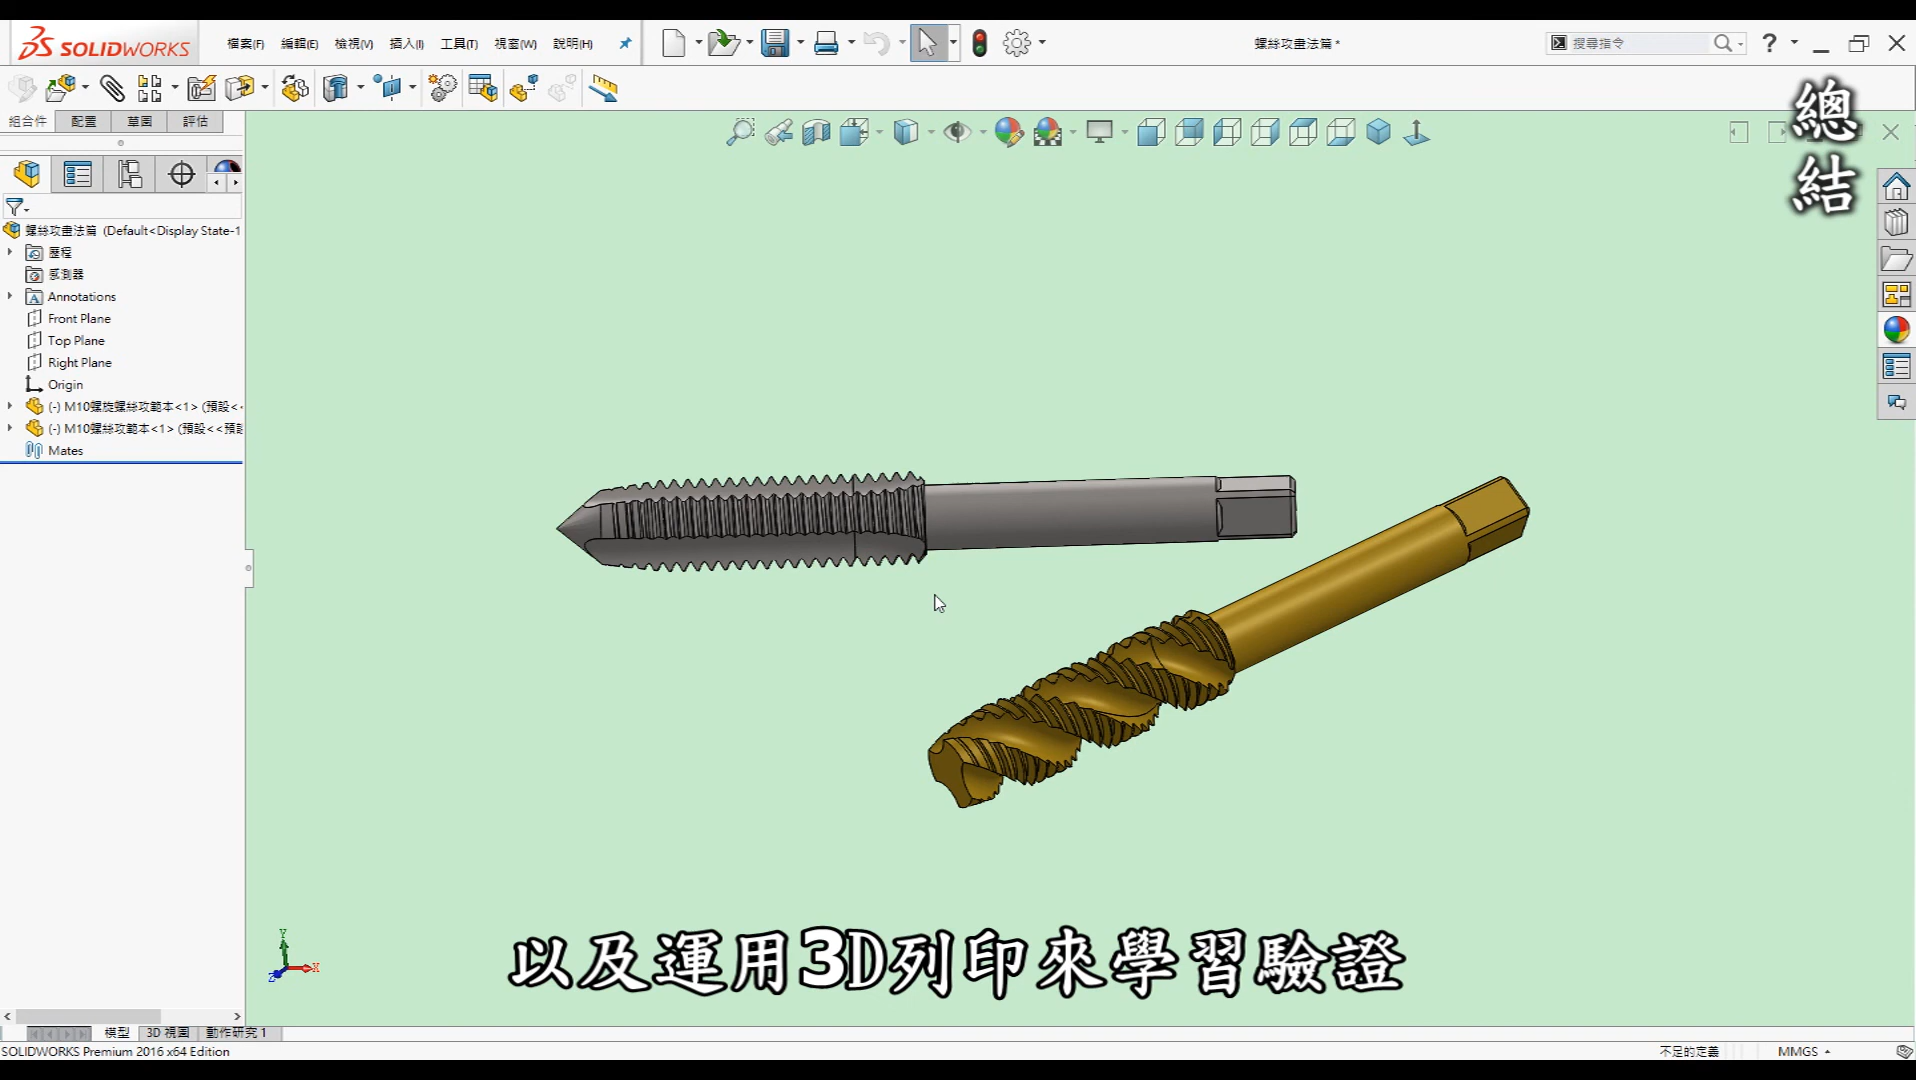 SOLIDWORKS
檔案(F) 編輯(E) 檢視(V) 插入(I) 工具(T) 視窗(W) 說明(H)
螺絲攻畫法篇 *
搜尋指令
?
組合件 配置 草圖 評估
總結
螺絲攻畫法篇 (Default<Display State-1
歷程
感測器
Annotations
Front Plane
Top Plane
Right Plane
Origin
(-) M10螺旋螺絲攻範本<1> (預設<
(-) M10螺絲攻範本<1> (預設<<預設
Mates
Y
X
Z
以及運用3D列印來學習驗證
模型 3D 視圖 動作研究 1
SOLIDWORKS Premium 2016 x64 Edition
不足的定義
MMGS